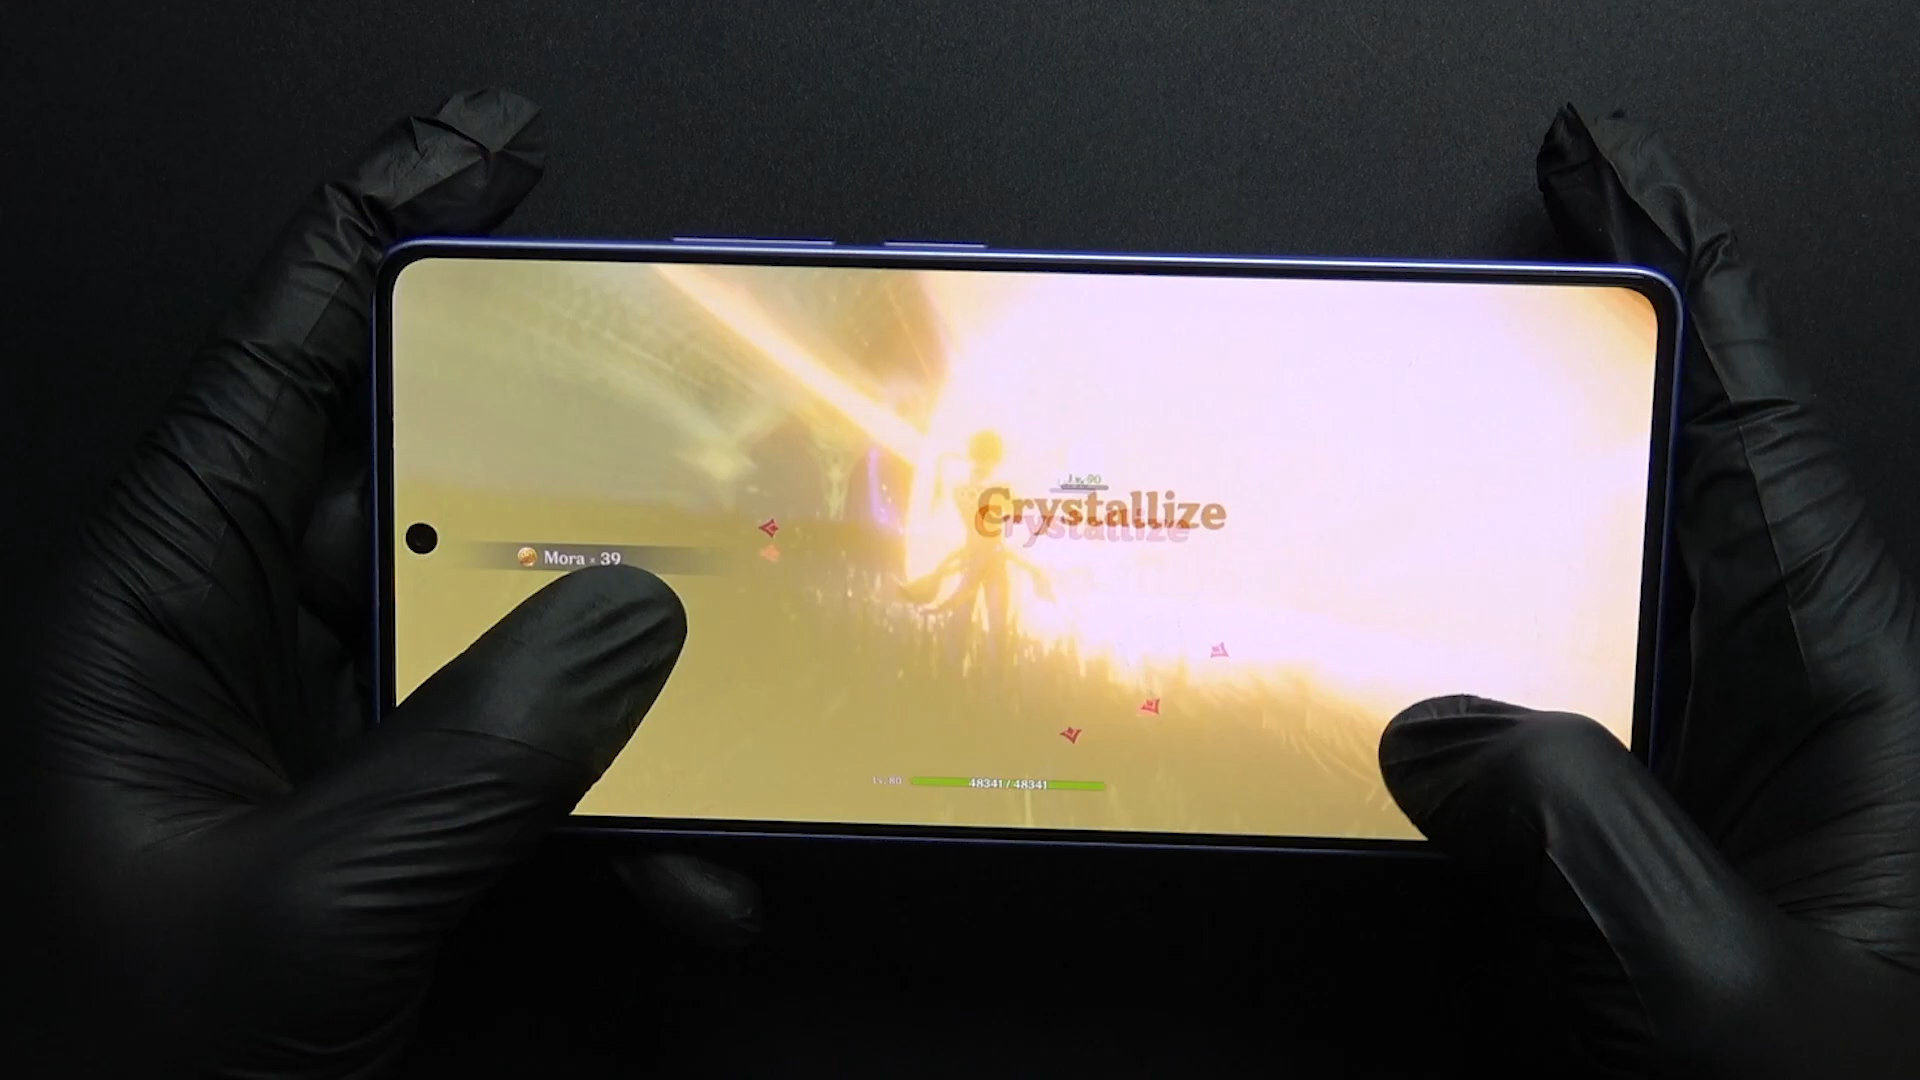 Lv. 90
Crystallize
Crystallize
Mora × 39
Lv. 80 48341 / 48341